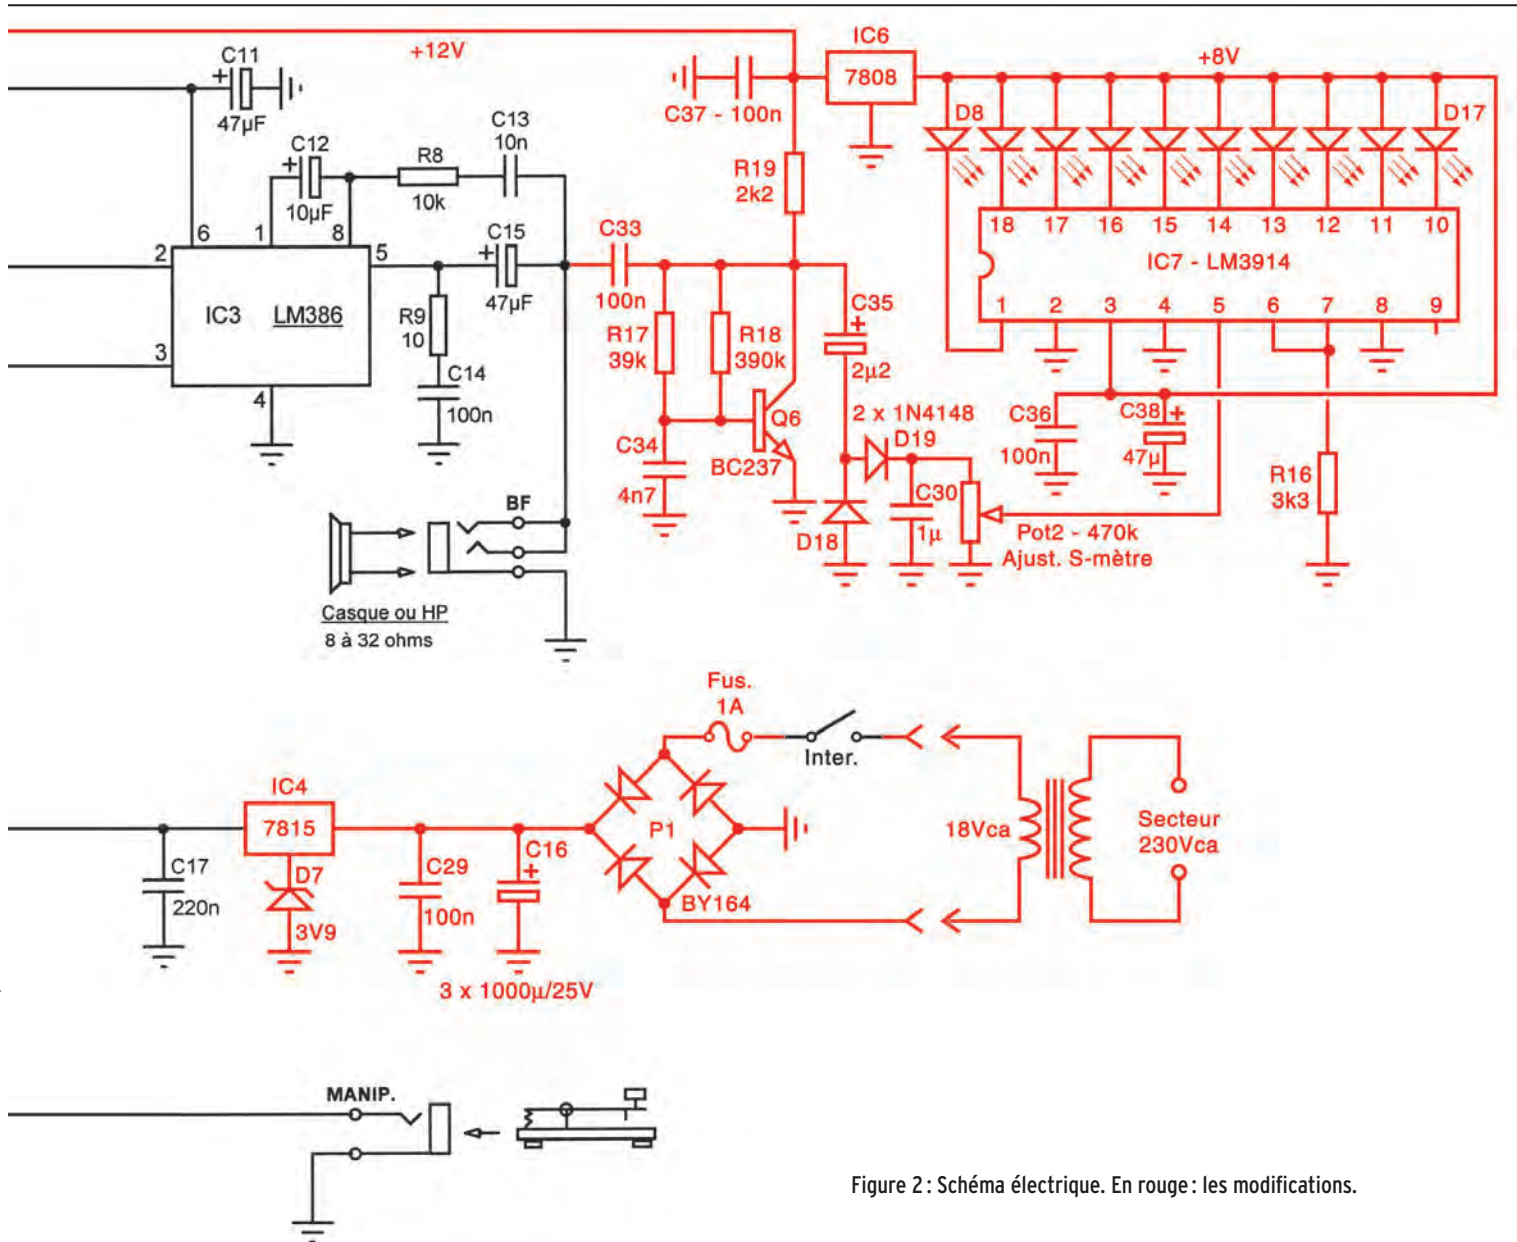 +12V
C11
+
47µF
C12
+
10µF
R8
10k
C13
10n
6
1
8
2
5
3
4
IC3 LM386
C15
+
47µF
R9
10
C14
100n
BF
Casque ou HP
8 à 32 ohms
C33
100n
R17
39k
R18
390k
C34
4n7
Q6
BC237
R19
2k2
C37 - 100n
IC6
7808
C35
+
2µ2
2 x 1N4148
D19
D18
C30
1µ
Pot2 - 470k
Ajust. S-mètre
+8V
D8
D17
18 17 16 15 14 13 12 11 10
IC7 - LM3914
1 2 3 4 5 6 7 8 9
C36
100n
C38
+
47µ
R16
3k3
Fus.
1A
Inter.
IC4
7815
C17
220n
D7
3V9
C29
100n
C16
+
3 x 1000µ/25V
P1
BY164
18Vca
Secteur
230Vca
MANIP.
Figure 2 : Schéma électrique. En rouge : les modifications.